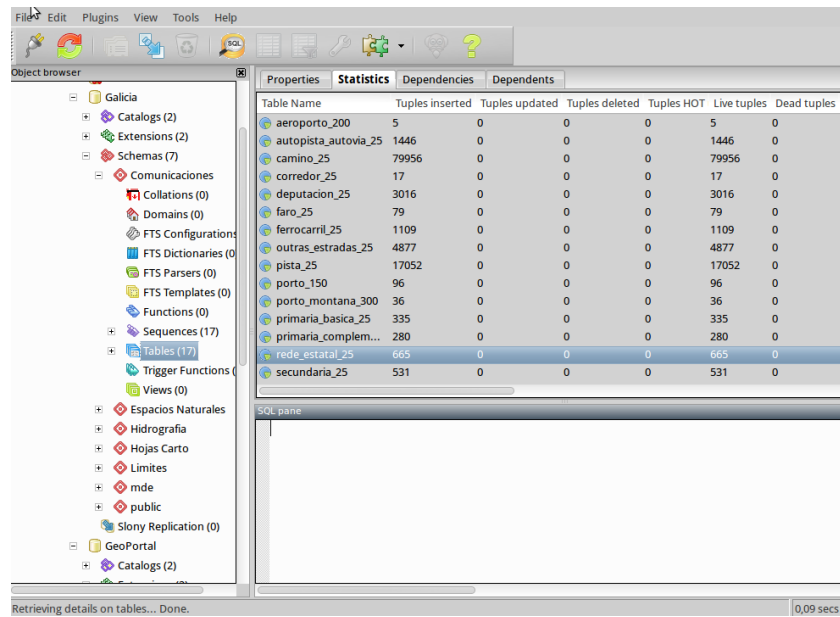 File Edit Plugins View Tools Help
SQL
Object browser
Galicia
Catalogs (2)
Extensions (2)
Schemas (7)
Comunicaciones
Collations (0)
Domains (0)
FTS Configurations
FTS Dictionaries (0
FTS Parsers (0)
FTS Templates (0)
Functions (0)
Sequences (17)
Tables (17)
Trigger Functions (
Views (0)
Espacios Naturales
Hidrografia
Hojas Carto
Limites
mde
public
Slony Replication (0)
GeoPortal
Catalogs (2)
Properties Statistics Dependencies Dependents
Table Name Tuples inserted Tuples updated Tuples deleted Tuples HOT Live tuples Dead tuples
aeroporto_200 5 0 0 0 5 0
autopista_autovia_25 1446 0 0 0 1446 0
camino_25 79956 0 0 0 79956 0
corredor_25 17 0 0 0 17 0
deputacion_25 3016 0 0 0 3016 0
faro_25 79 0 0 0 79 0
ferrocarril_25 1109 0 0 0 1109 0
outras_estradas_25 4877 0 0 0 4877 0
pista_25 17052 0 0 0 17052 0
porto_150 96 0 0 0 96 0
porto_montana_300 36 0 0 0 36 0
primaria_basica_25 335 0 0 0 335 0
primaria_complem... 280 0 0 0 280 0
rede_estatal_25 665 0 0 0 665 0
secundaria_25 531 0 0 0 531 0
SQL pane
Retrieving details on tables... Done. 0,09 secs